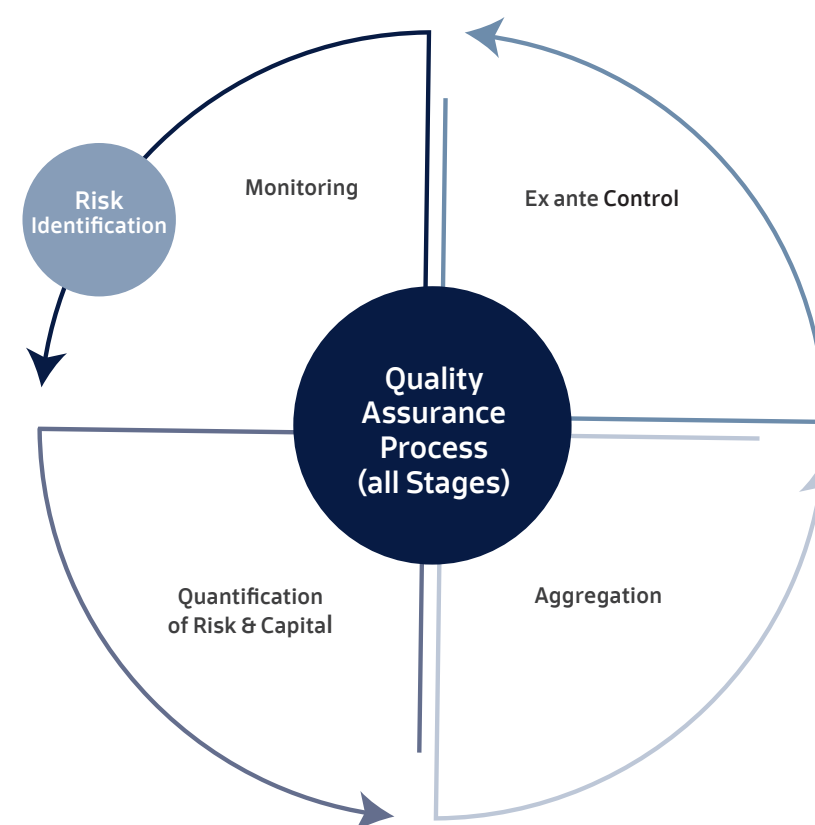 Monitoring
Ex ante Control
Risk
Identification
Quality
Assurance
Process
(all Stages)
Quantification
of Risk & Capital
Aggregation